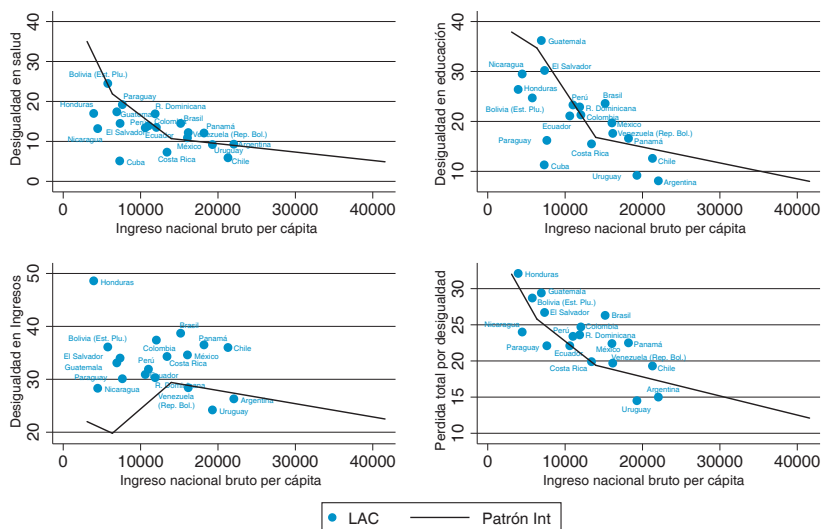 Desigualdad en salud
40
30
20
10
0
Bolivia (Est. Plu.)
Paraguay
Honduras
Guatemala
R. Dominicana
Brasil
Perú
Colombia
Panamá
Nicaragua
El Salvador
Ecuador
Venezuela (Rep. Bol.)
México
Argentina
Uruguay
Cuba
Costa Rica
Chile
0 10000 20000 30000 40000
Ingreso nacional bruto per cápita
Desigualdad en educación
40
30
20
10
Guatemala
Nicaragua
El Salvador
Honduras
Perú
Brasil
Bolivia (Est. Plu.)
R. Dominicana
Colombia
Ecuador
México
Venezuela (Rep. Bol.)
Paraguay
Panamá
Costa Rica
Cuba
Chile
Uruguay
Argentina
0 10000 20000 30000 40000
Ingreso nacional bruto per cápita
Desigualdad en Ingresos
50
40
30
20
Honduras
Brasil
Bolivia (Est. Plu.)
Panamá
Colombia
Chile
El Salvador
México
Guatemala
Perú
Costa Rica
Paraguay
Ecuador
R. Dominicana
Nicaragua
Venezuela
(Rep. Bol.)
Argentina
Uruguay
0 10000 20000 30000 40000
Ingreso nacional bruto per cápita
Perdida total por desigualdad
30
25
20
15
10
Honduras
Guatemala
Bolivia (Est. Plu.)
El Salvador
Brasil
Nicaragua
Colombia
Perú
R. Dominicana
Paraguay
Ecuador
México
Panamá
Costa Rica
Venezuela (Rep. Bol.)
Chile
Argentina
Uruguay
0 10000 20000 30000 40000
Ingreso nacional bruto per cápita
LAC Patrón Int